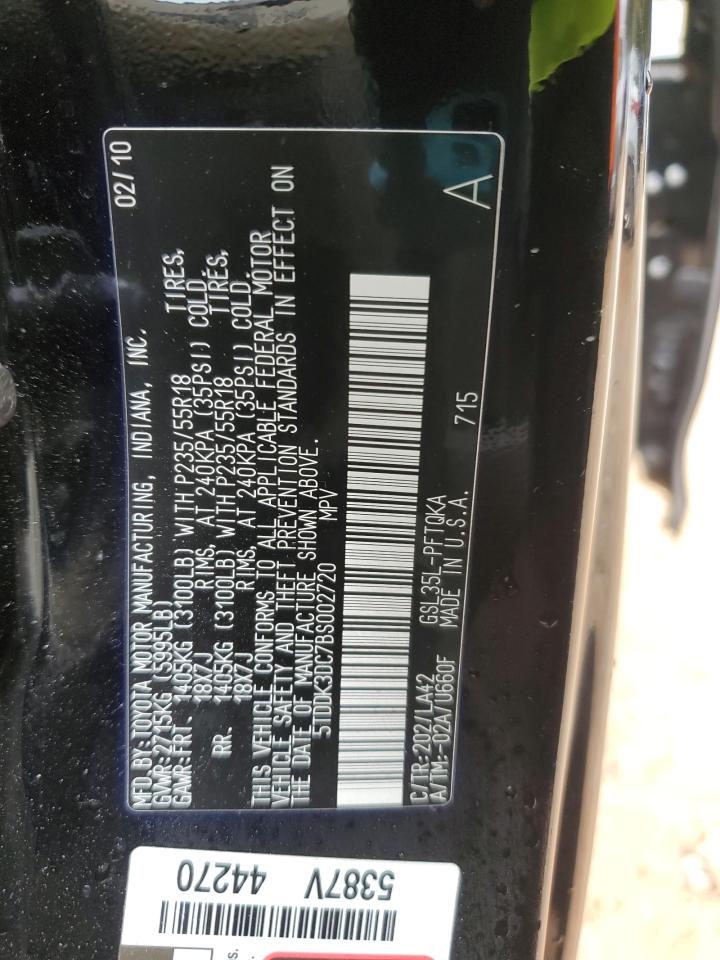 MFD.BY:TOYOTA MOTOR MANUFACTURING, INDIANA, INC. 02/10
GVWR:2715KG (5995LB)
GAWR:FRT. 1405KG (3100LB) WITH P235/55R18 TIRES,
18X7J RIMS, AT 240KPA (35PSI) COLD.
RR. 1405KG (3100LB) WITH P235/55R18 TIRES,
18X7J RIMS, AT 240KPA (35PSI) COLD.
THIS VEHICLE CONFORMS TO ALL APPLICABLE FEDERAL MOTOR
VEHICLE SAFETY AND THEFT PREVENTION STANDARDS IN EFFECT ON
THE DATE OF MANUFACTURE SHOWN ABOVE.
5TDDK3DC7BS002720 MPV
C/TR:202/LA42 GSL35L-PFTQKA 715 A
A/TM:-02A/U660F MADE IN U.S.A.
5387V 44270